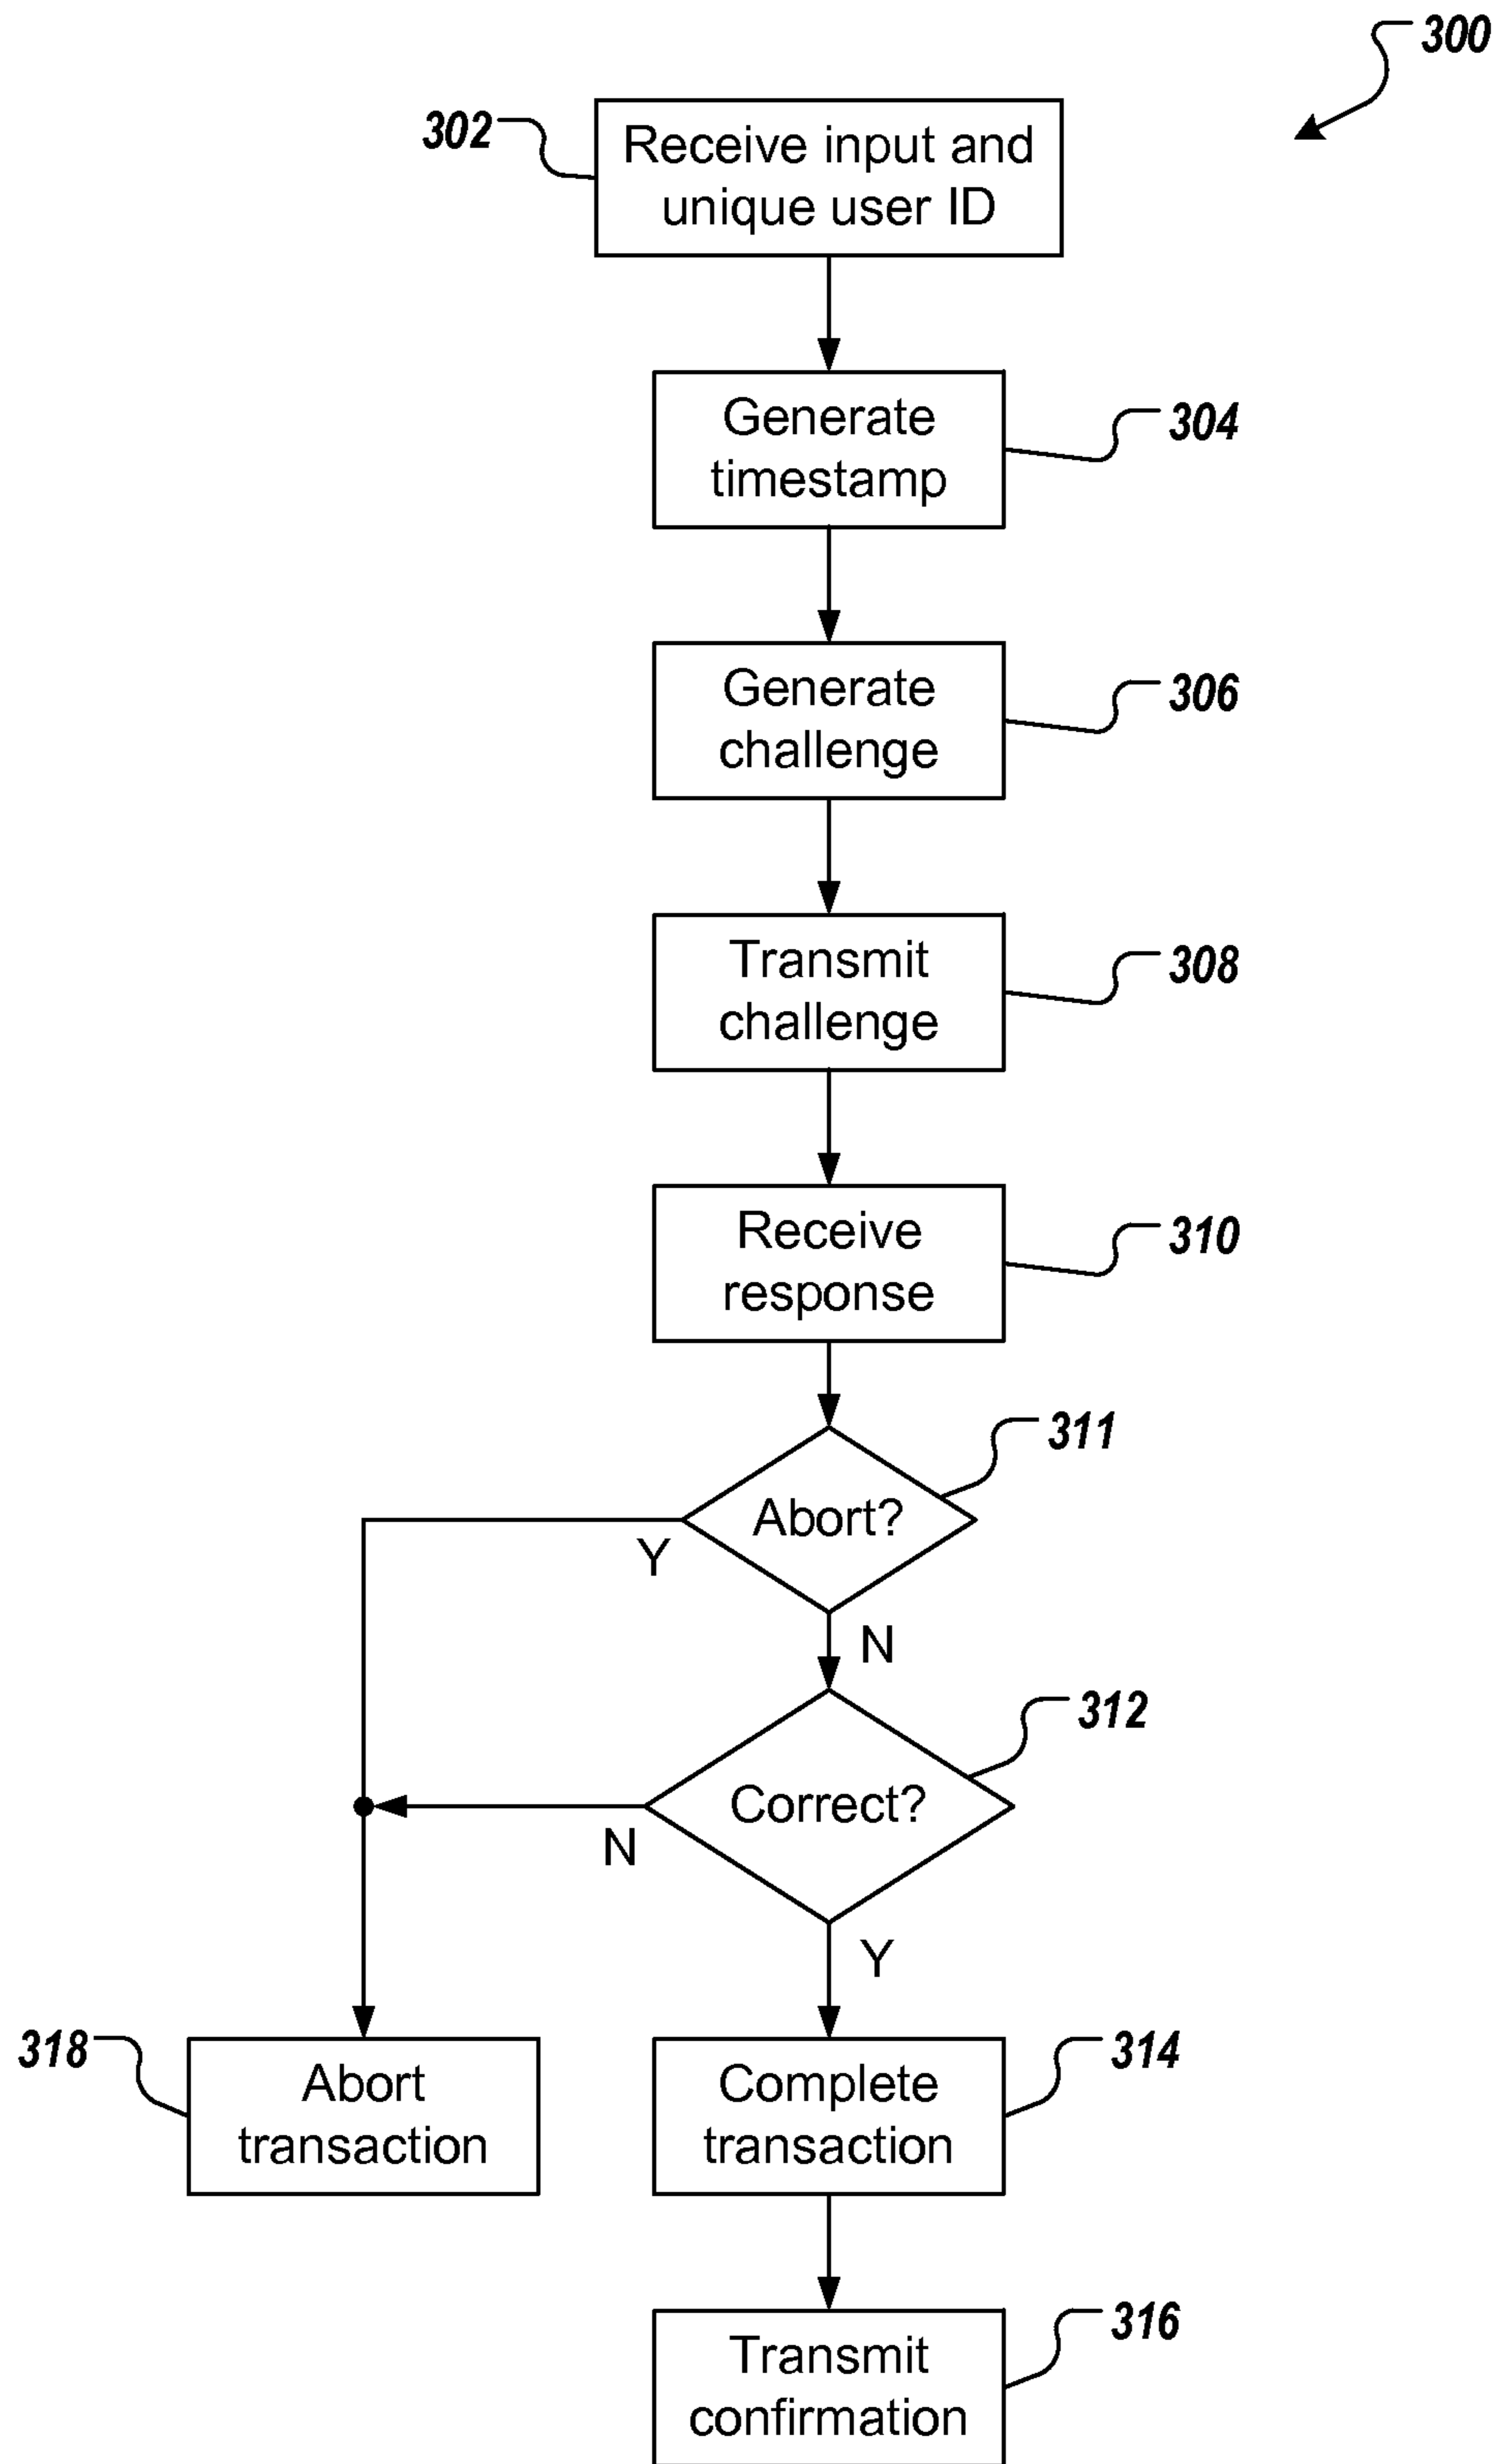 300
302
Receive input and
unique user ID
Generate
timestamp
304
Generate
challenge
306
Transmit
challenge
308
Receive
response
310
311
Abort?
Y
N
312
Correct?
N
Y
318
Abort
transaction
Complete
transaction
314
Transmit
confirmation
316